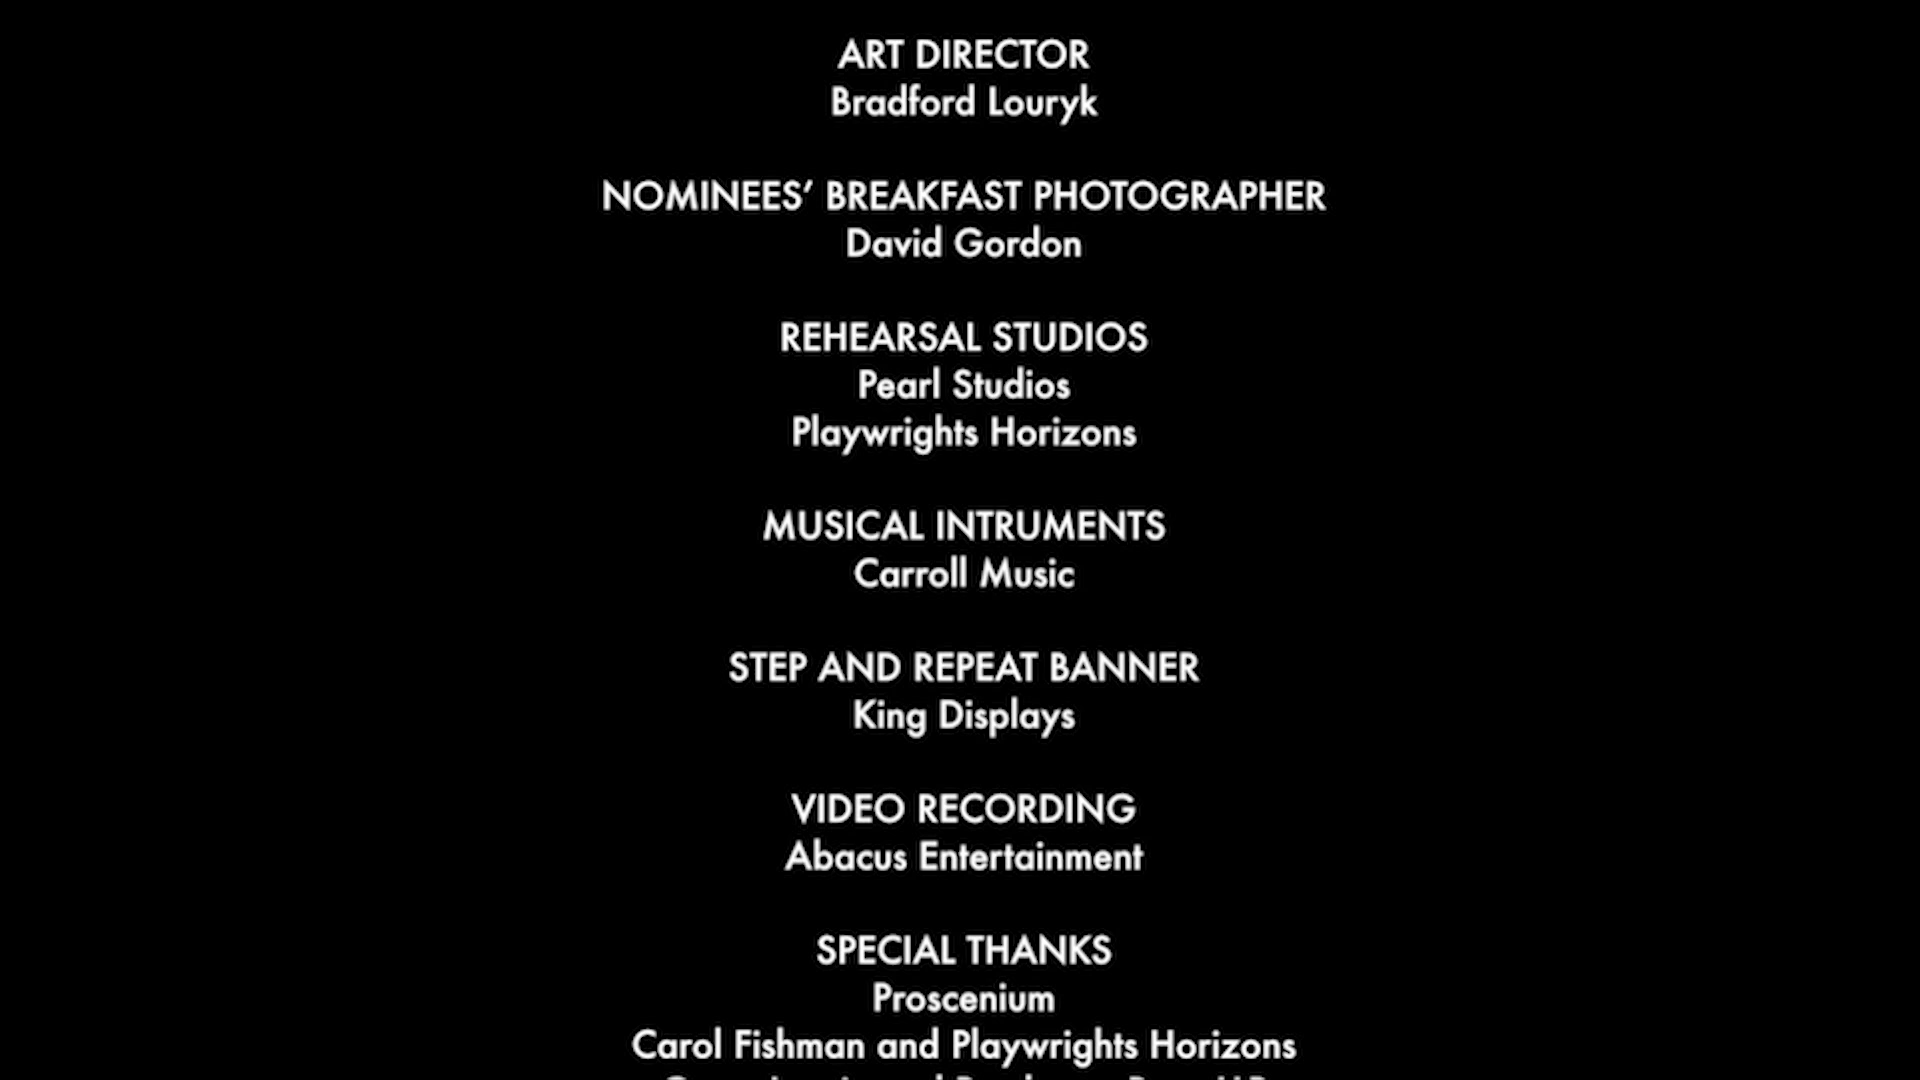 ART DIRECTOR
Bradford Louryk
NOMINEES’ BREAKFAST PHOTOGRAPHER
David Gordon
REHEARSAL STUDIOS
Pearl Studios
Playwrights Horizons
MUSICAL INTRUMENTS
Carroll Music
STEP AND REPEAT BANNER
King Displays
VIDEO RECORDING
Abacus Entertainment
SPECIAL THANKS
Proscenium
Carol Fishman and Playwrights Horizons